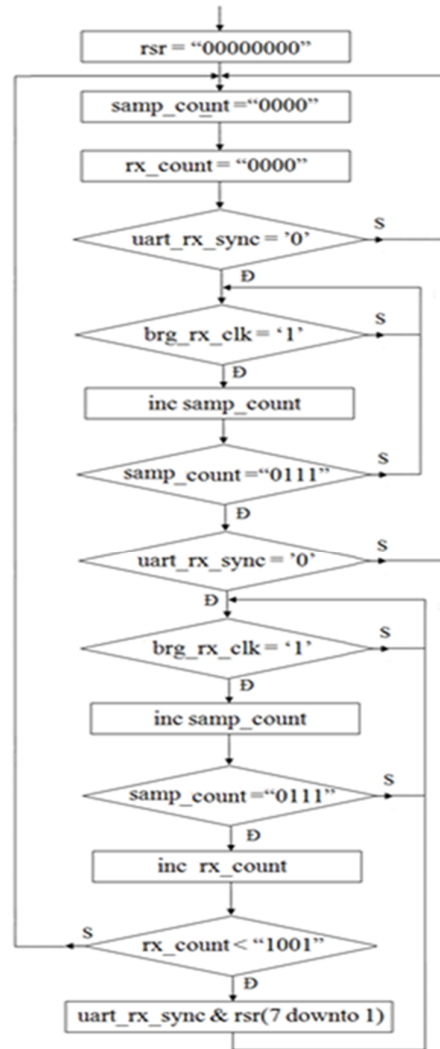 rsr = “00000000”
samp_count =“0000”
rx_count = “0000”
uart_rx_sync = ’0’
S
Đ
brg_rx_clk = ‘1’
S
Đ
inc samp_count
samp_count =“0111”
S
Đ
uart_rx_sync = ’0’
S
Đ
brg_rx_clk = ‘1’
S
Đ
inc samp_count
samp_count =“0111”
S
Đ
inc rx_count
rx_count < “1001”
S
Đ
uart_rx_sync & rsr(7 downto 1)